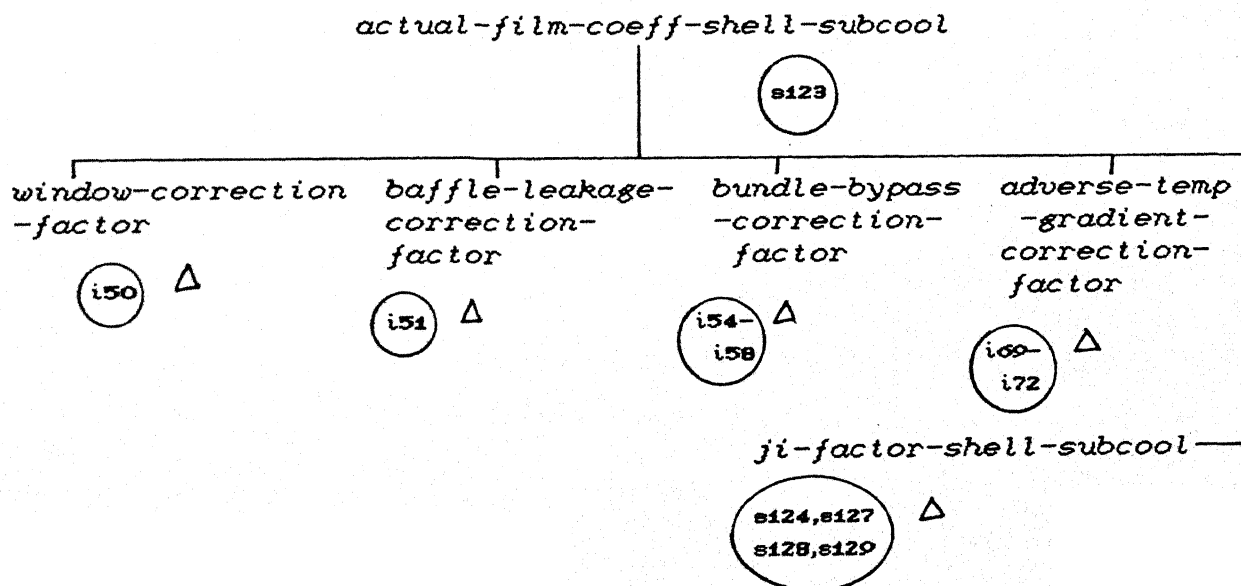 actual-film-coeff-shell-subcool
s123
window-correction
-factor
i50 Δ
baffle-leakage-
correction-
factor
i51 Δ
bundle-bypass
-correction-
factor
i54- Δ
i58
adverse-temp
-gradient-
correction-
factor
i69- Δ
i72
ji-factor-shell-subcool
s124,s127 Δ
s128,s129